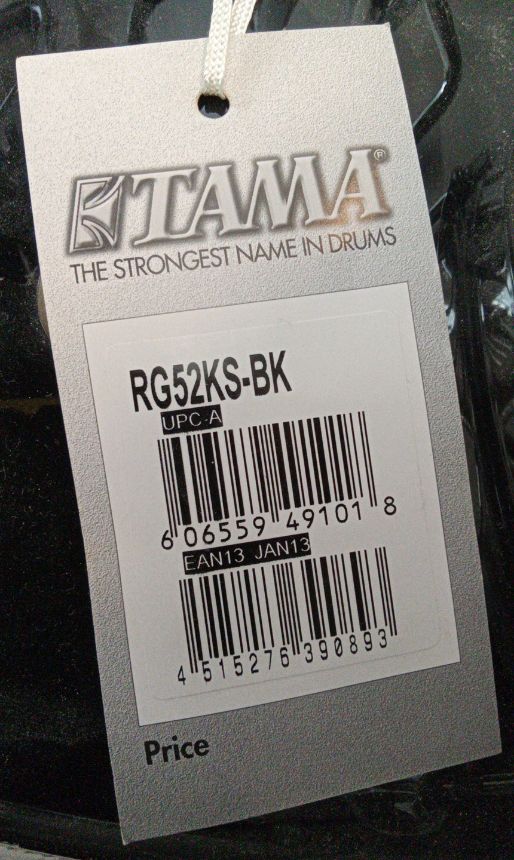 TAMA®
THE STRONGEST NAME IN DRUMS
RG52KS-BK
UPC-A
6 06559 49101 8
EAN13 JAN13
4 515276 390893
Price